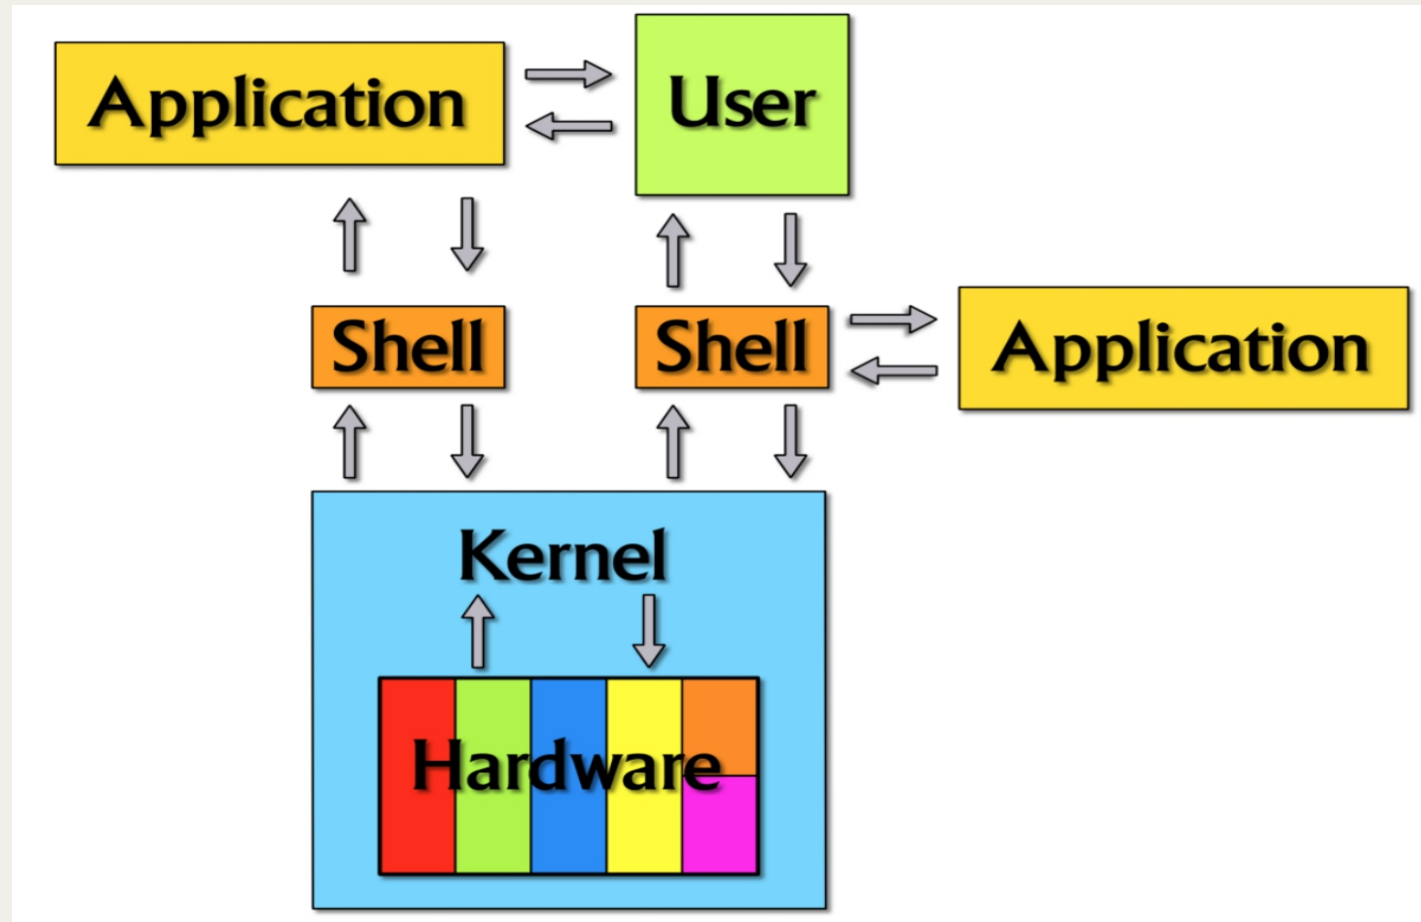 Application
User
Shell
Shell
Application
Kernel
Hardware